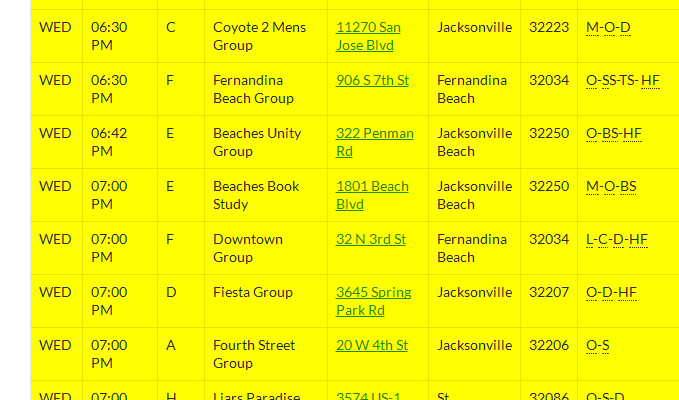 WED 06:30 C Coyote 2 Mens 11270 San Jacksonville 32223 M-O-D
PM Group Jose Blvd
WED 06:30 F Fernandina 906 S 7th St Fernandina 32034 O-SS-TS-HF
PM Beach Group Beach
WED 06:42 E Beaches Unity 322 Penman Jacksonville 32250 O-BS-HF
PM Group Rd Beach
WED 07:00 E Beaches Book 1801 Beach Jacksonville 32250 M-O-BS
PM Study Blvd Beach
WED 07:00 F Downtown 32 N 3rd St Fernandina 32034 L-C-D-HF
PM Group Beach
WED 07:00 D Fiesta Group 3645 Spring Jacksonville 32207 O-D-HF
PM Park Rd
WED 07:00 A Fourth Street 20 W 4th St Jacksonville 32206 O-S
PM Group
WED 07:00 H Liars Paradise 3574 US-1 St. 32086 O-S-D